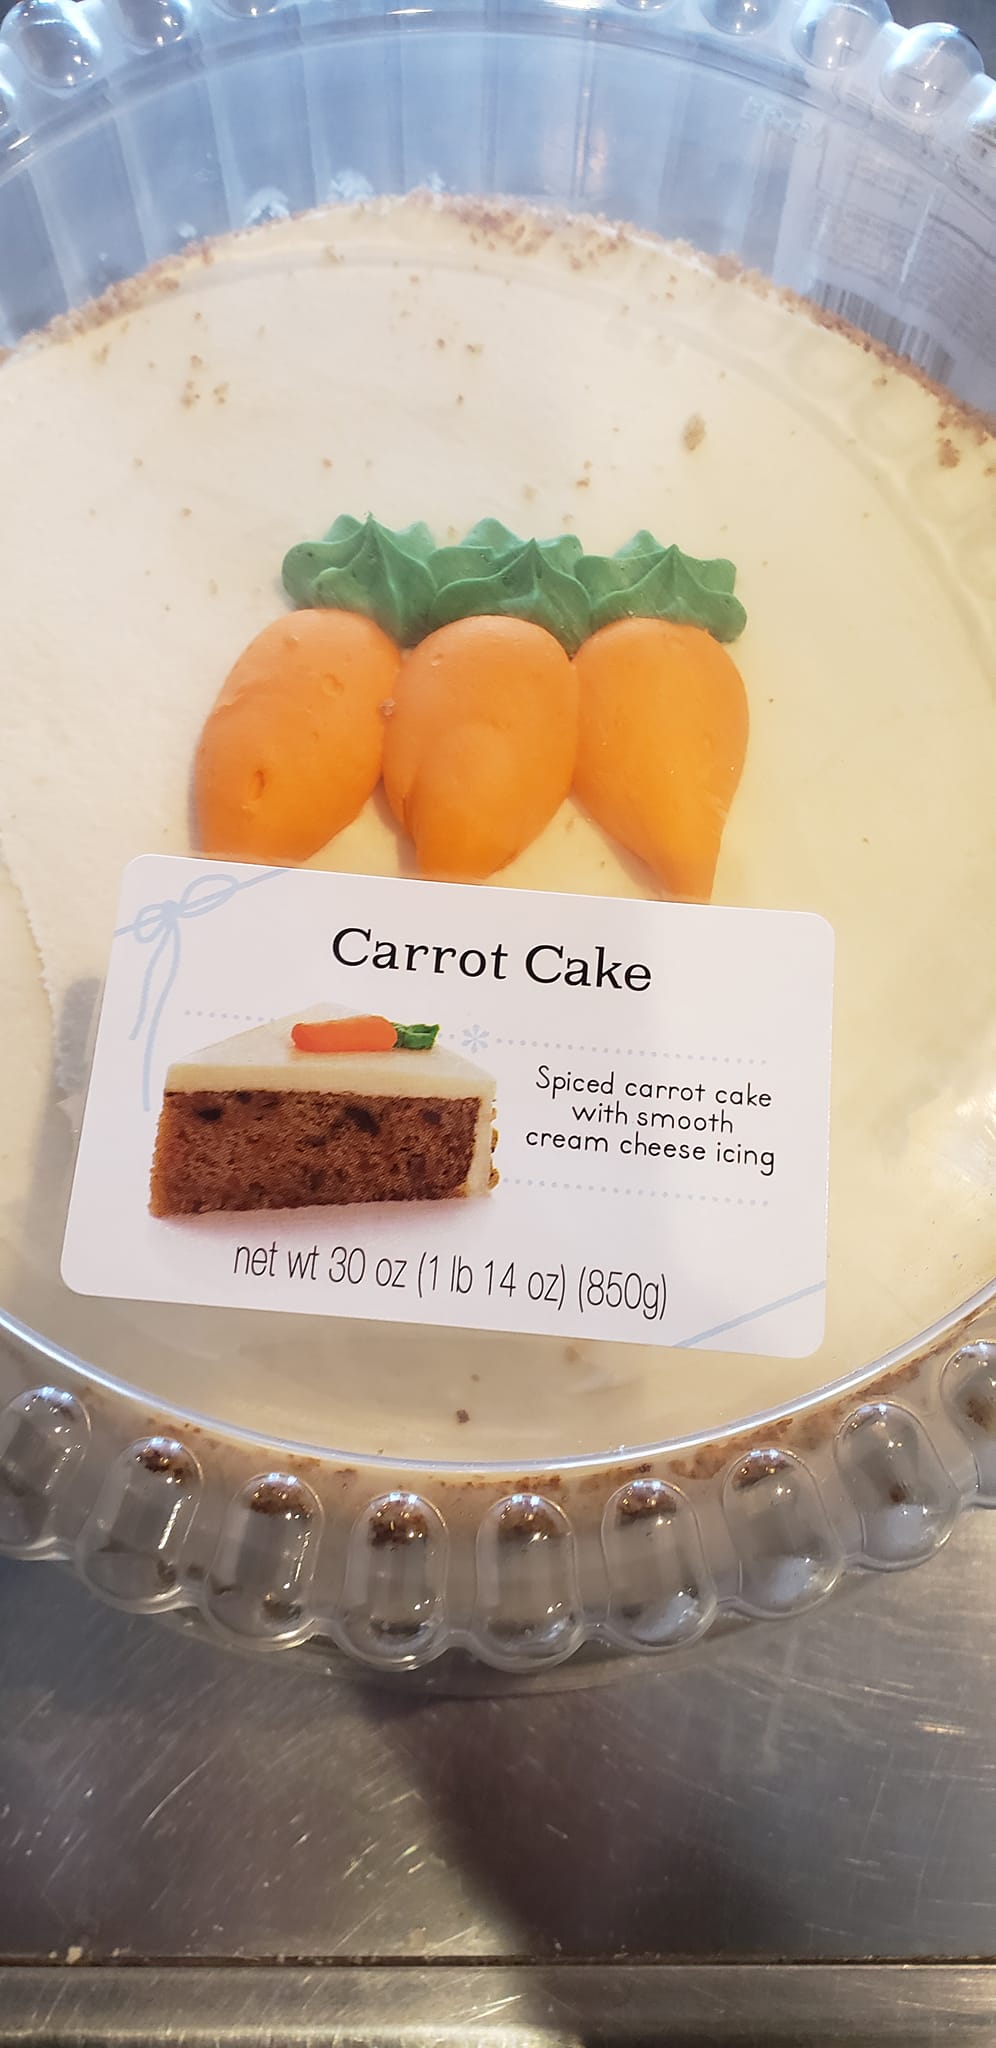 Carrot Cake
Spiced carrot cake
with smooth
cream cheese icing
net wt 30 oz (1 lb 14 oz) (850g)